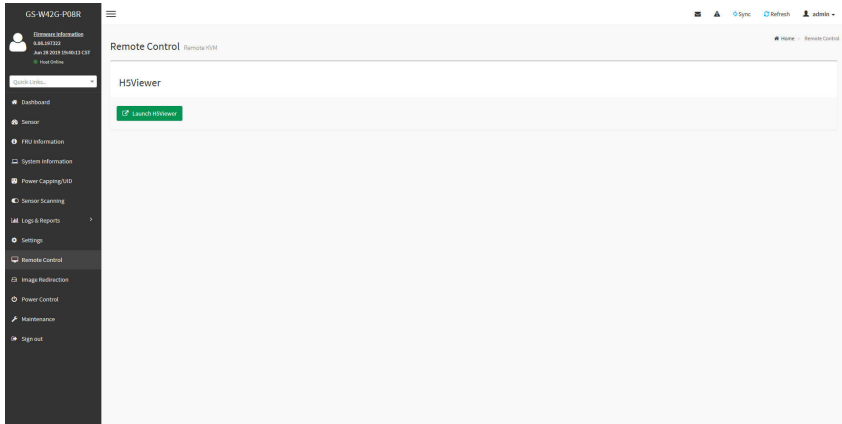 GS-W42G-P08R
Sync
Refresh
admin
Firmware Information
0.08.197322
Jun 28 2019 19:40:13 CST
Host Online
Quick Links...
Dashboard
Sensor
FRU Information
System Information
Power Capping/UID
Sensor Scanning
Logs & Reports
Settings
Remote Control
Image Redirection
Power Control
Maintenance
Sign out
Remote Control Remote KVM
Home - Remote Control
H5Viewer
Launch H5Viewer